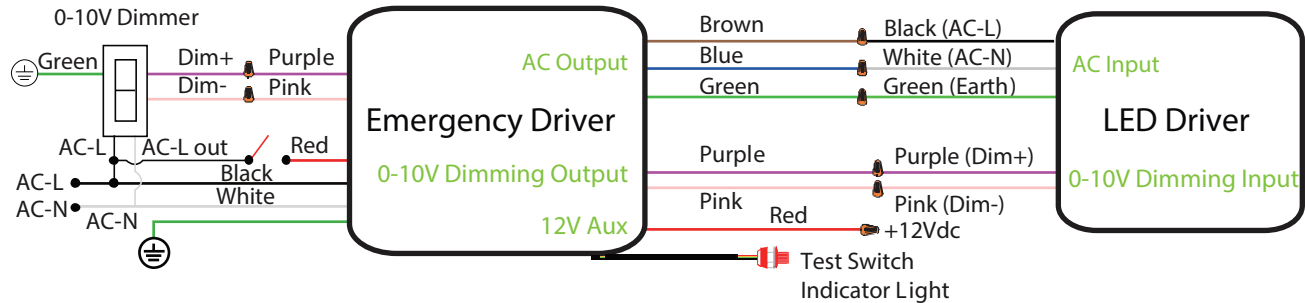 0-10V Dimmer
Green
Dim+ Purple
Dim- Pink
AC-L AC-L out Red
AC-L Black
AC-N White
AC-N
AC Output
Emergency Driver
0-10V Dimming Output
12V Aux
Brown Black (AC-L)
Blue White (AC-N)
Green Green (Earth)
Purple Purple (Dim+)
Pink Pink (Dim-)
Red +12Vdc
Test Switch
Indicator Light
AC Input
LED Driver
0-10V Dimming Input